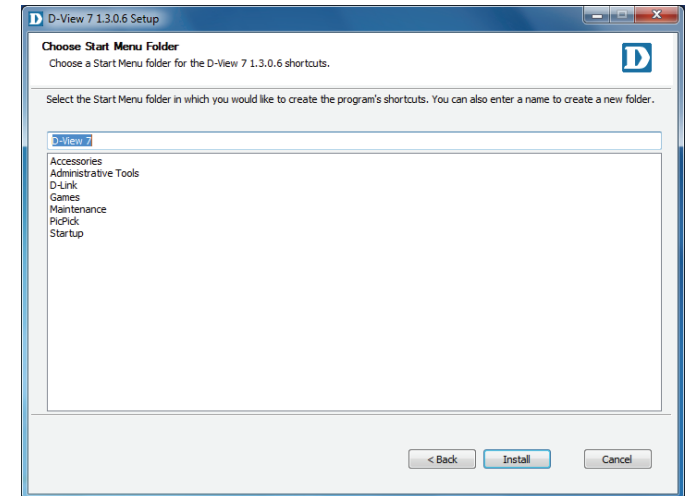 D-View 7 1.3.0.6 Setup
Choose Start Menu Folder
Choose a Start Menu folder for the D-View 7 1.3.0.6 shortcuts.
D
Select the Start Menu folder in which you would like to create the program's shortcuts. You can also enter a name to create a new folder.
D-View 7
Accessories
Administrative Tools
D-Link
Games
Maintenance
PicPick
Startup
< Back Install Cancel